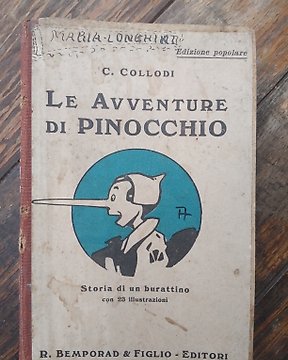 MARIA LONGHINI
Edizione popolare
C. COLLODI
LE AVVENTURE
DI PINOCCHIO
Storia di un burattino
con 23 illustrazioni
R. BEMPORAD & FIGLIO - EDITORI